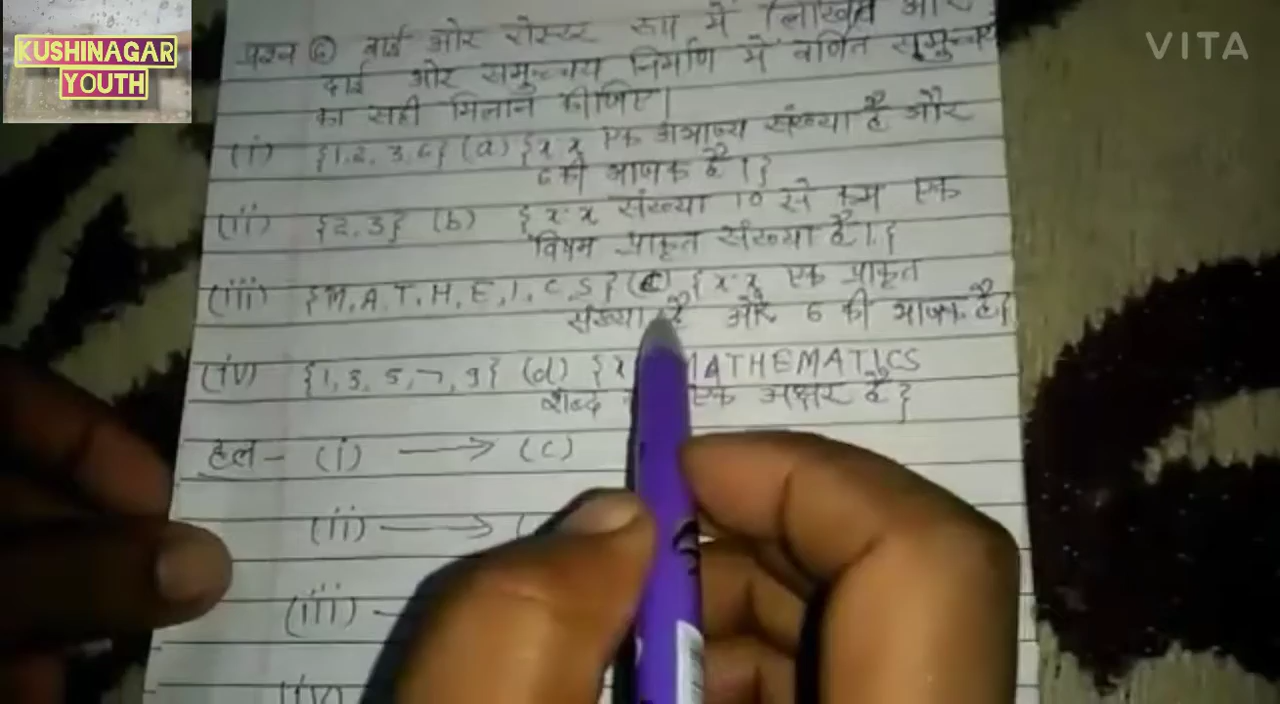 KUSHINAGAR
YOUTH
VITA
प्रश्न ⑥ बाई ओर रोस्टर रूप में लिखित और
दाई ओर समुच्चय निर्माण में वर्णित समुच्चय
का सही मिलान कीजिए।
(i) {1,2,3,6} (a) {x:x एक अभाज्य संख्या है और
6 की भाजक है।}
(ii) {2,3} (b) {x:x संख्या 10 से कम एक
विषम प्राकृत संख्या है।}
(iii) {M,A,T,H,E,I,C,S} (c) {x:x एक प्राकृत
संख्या है और 6 की भाजक है।
(iv) {1,3,5,7,9} (d) {x MATHEMATICS
शब्द एक अक्षर है}
हल- (i) → (c)
(ii) → (
(iii) -
(iv)